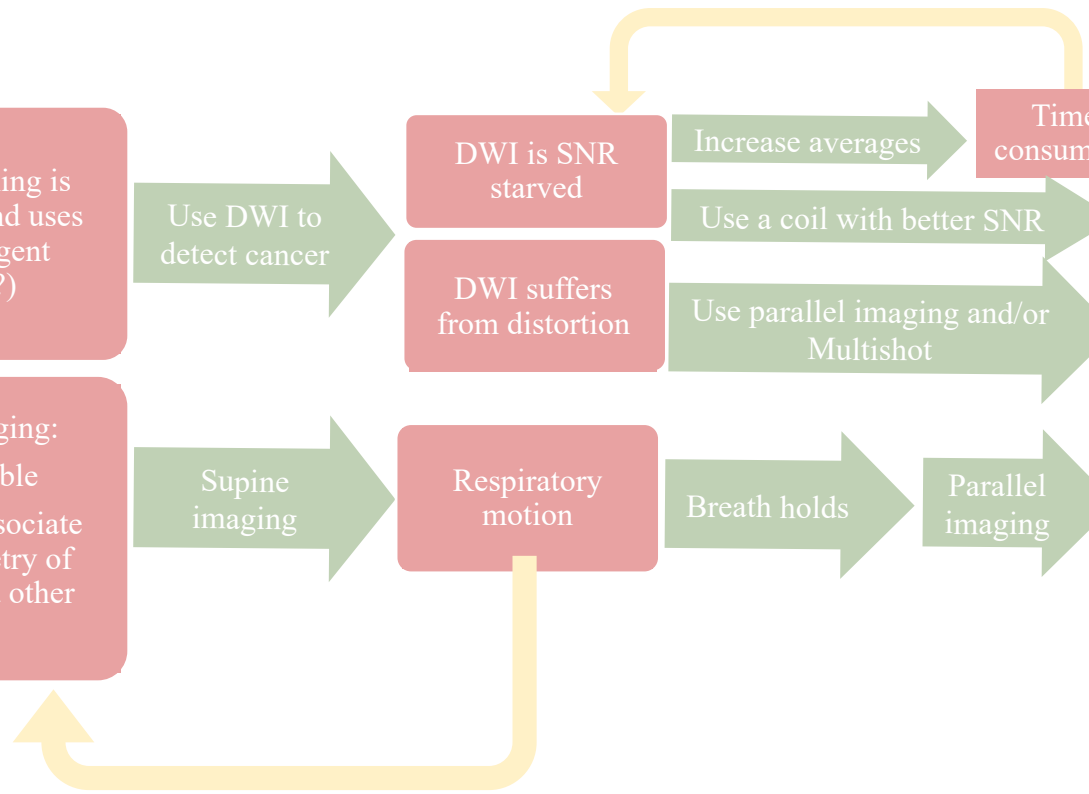 ing is
nd uses
gent
?)
Use DWI to
detect cancer
DWI is SNR
starved
Increase averages
Time
consum
Use a coil with better SNR
DWI suffers
from distortion
Use parallel imaging and/or
Multishot
ging:
ble
sociate
etry of
other
Supine
imaging
Respiratory
motion
Breath holds
Parallel
imaging